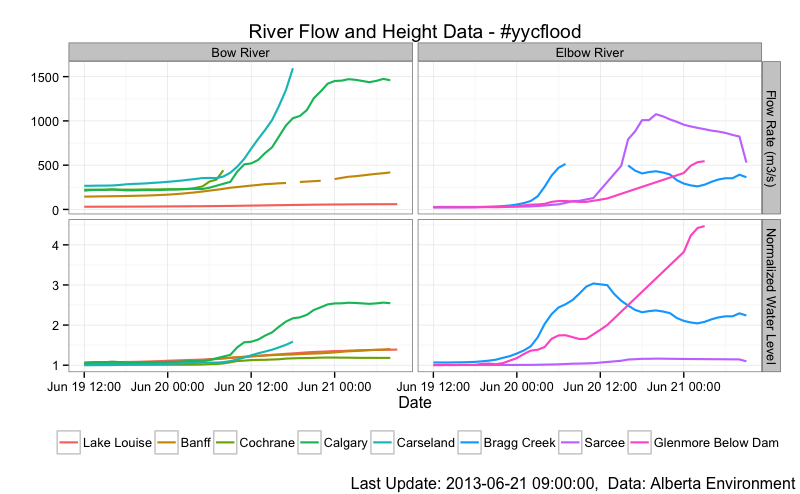 River Flow and Height Data - #yycflood
Bow River
Elbow River
1500
1000
500
0
Flow Rate (m3/s)
4
3
2
1
Normalized Water Level
Jun 19 12:00 Jun 20 00:00 Jun 20 12:00 Jun 21 00:00 Jun 19 12:00 Jun 20 00:00 Jun 20 12:00 Jun 21 00:00
Date
Lake Louise Banff Cochrane Calgary Carseland Bragg Creek Sarcee Glenmore Below Dam
Last Update: 2013-06-21 09:00:00, Data: Alberta Environment